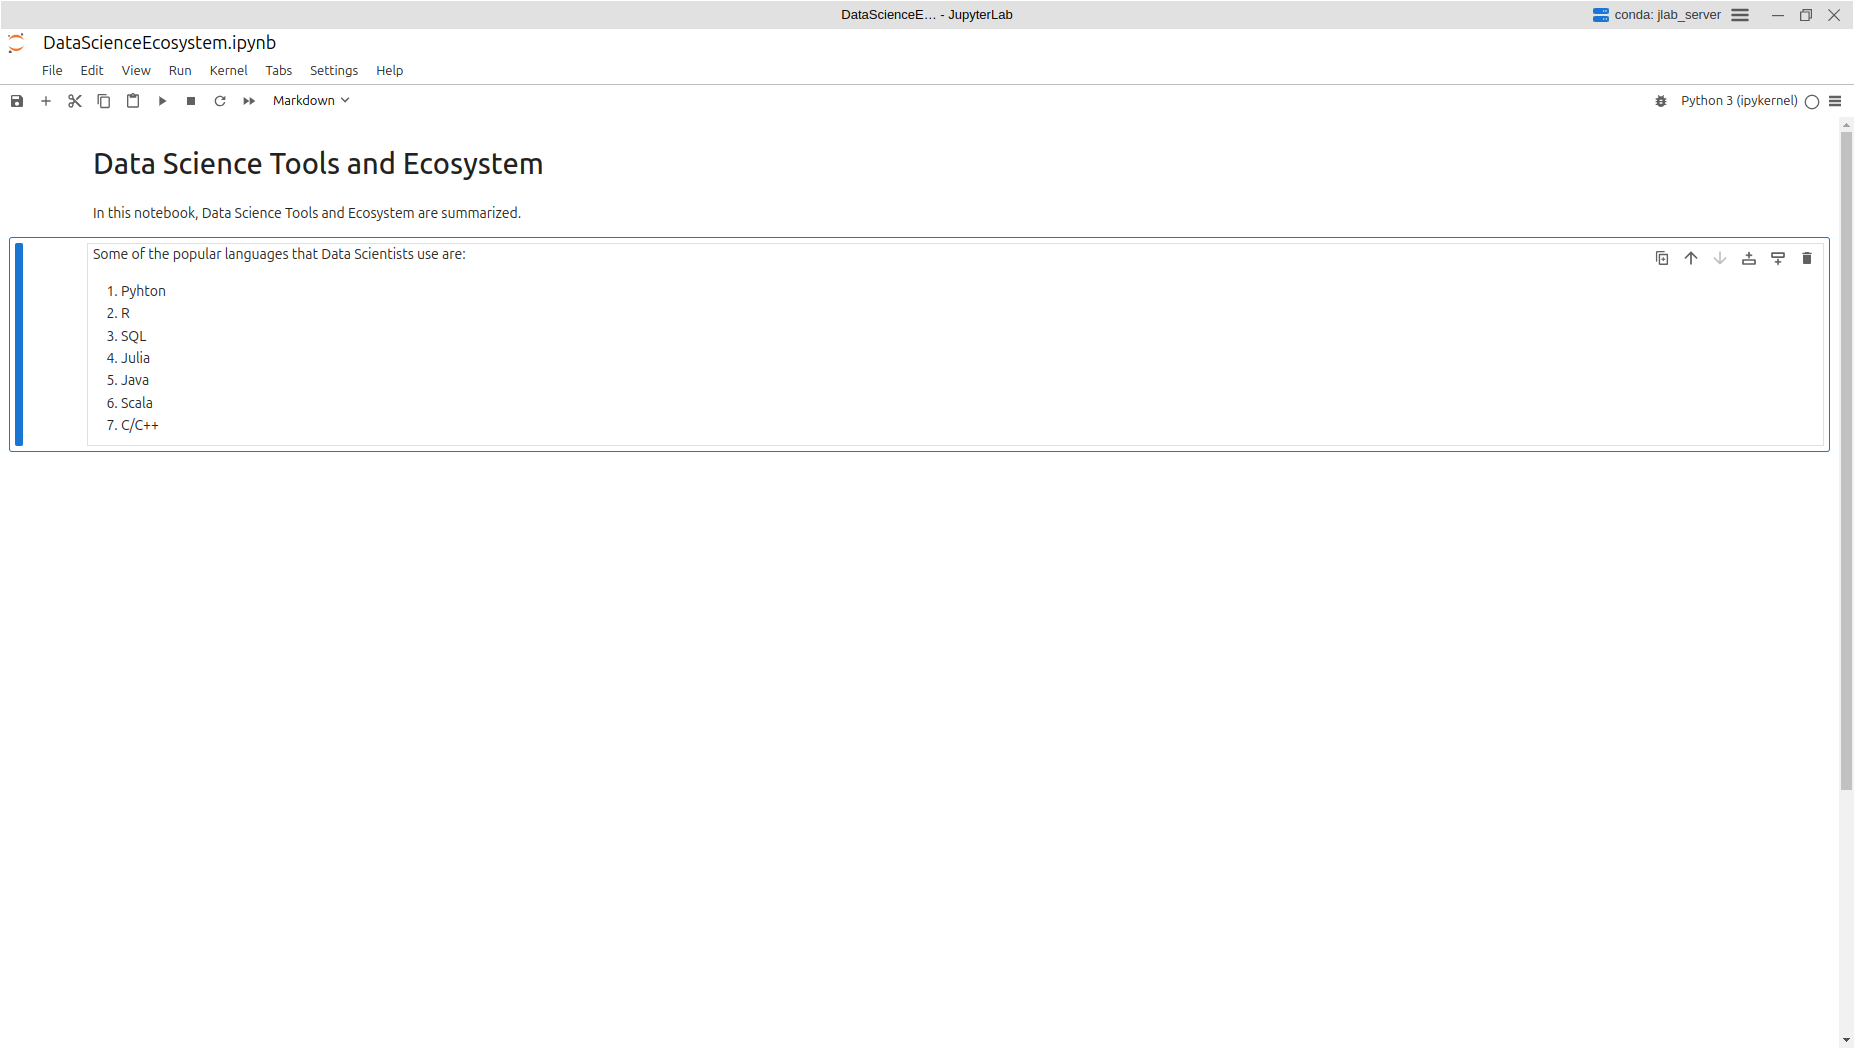 DataScienceE… - JupyterLab
conda: jlab_server
DataScienceEcosystem.ipynb
File Edit View Run Kernel Tabs Settings Help
Markdown
Python 3 (ipykernel)
Data Science Tools and Ecosystem
In this notebook, Data Science Tools and Ecosystem are summarized.
Some of the popular languages that Data Scientists use are:
1. Pyhton
2. R
3. SQL
4. Julia
5. Java
6. Scala
7. C/C++